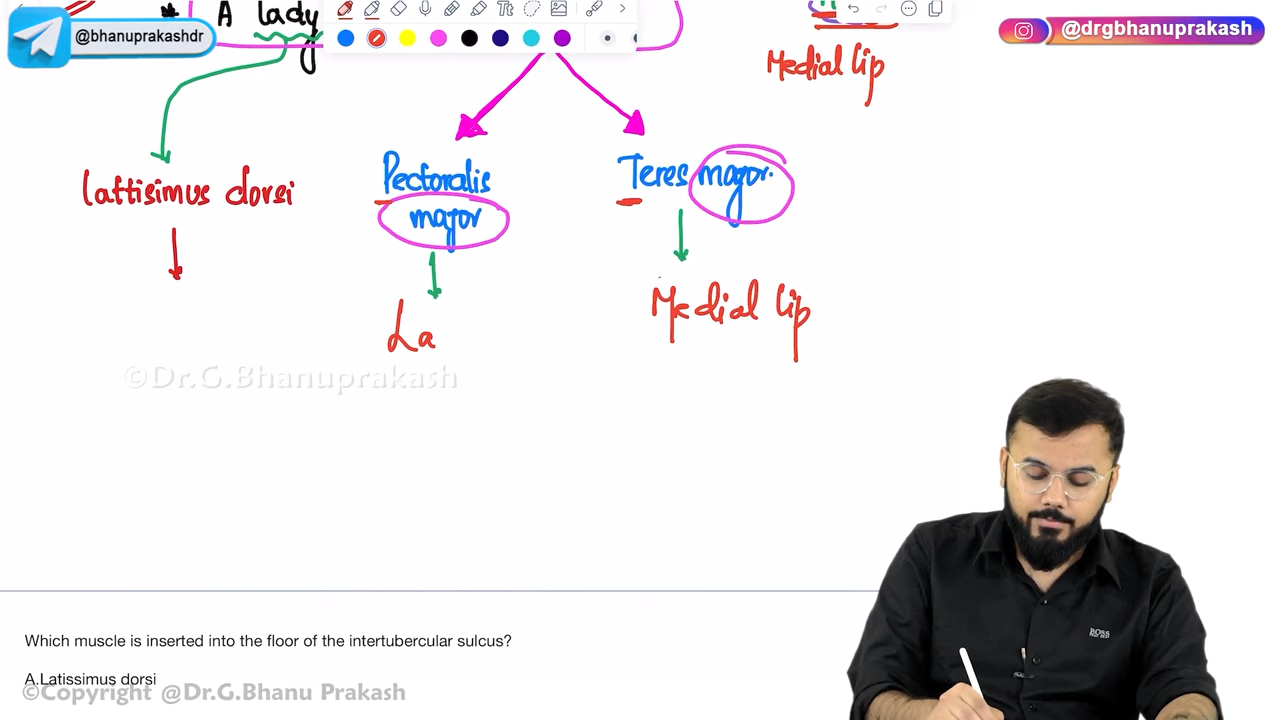 @bhanuprakashdr
* A lady
@drgbhanuprakash
Medial lip
Lattisimus dorsi
Pectoralis
major
Teres major.
La
Medial lip
©Dr.G.Bhanuprakash
BOSS
Which muscle is inserted into the floor of the intertubercular sulcus?
A.Latissimus dorsi
©Copyright @Dr.G.Bhanu Prakash